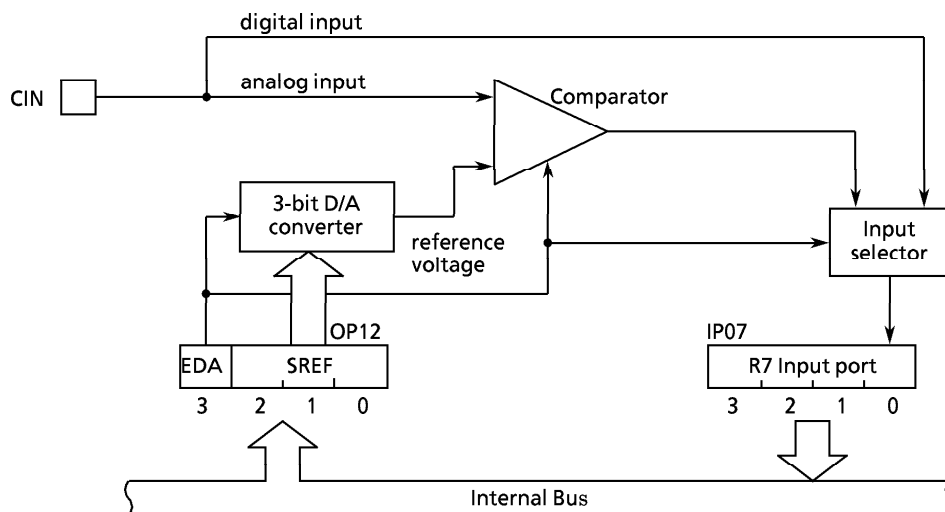 digital input
CIN
analog input
Comparator
3-bit D/A
converter
reference
voltage
Input
selector
OP12
IP07
EDA
SREF
R7 Input port
3 2 1 0
3 2 1 0
Internal Bus